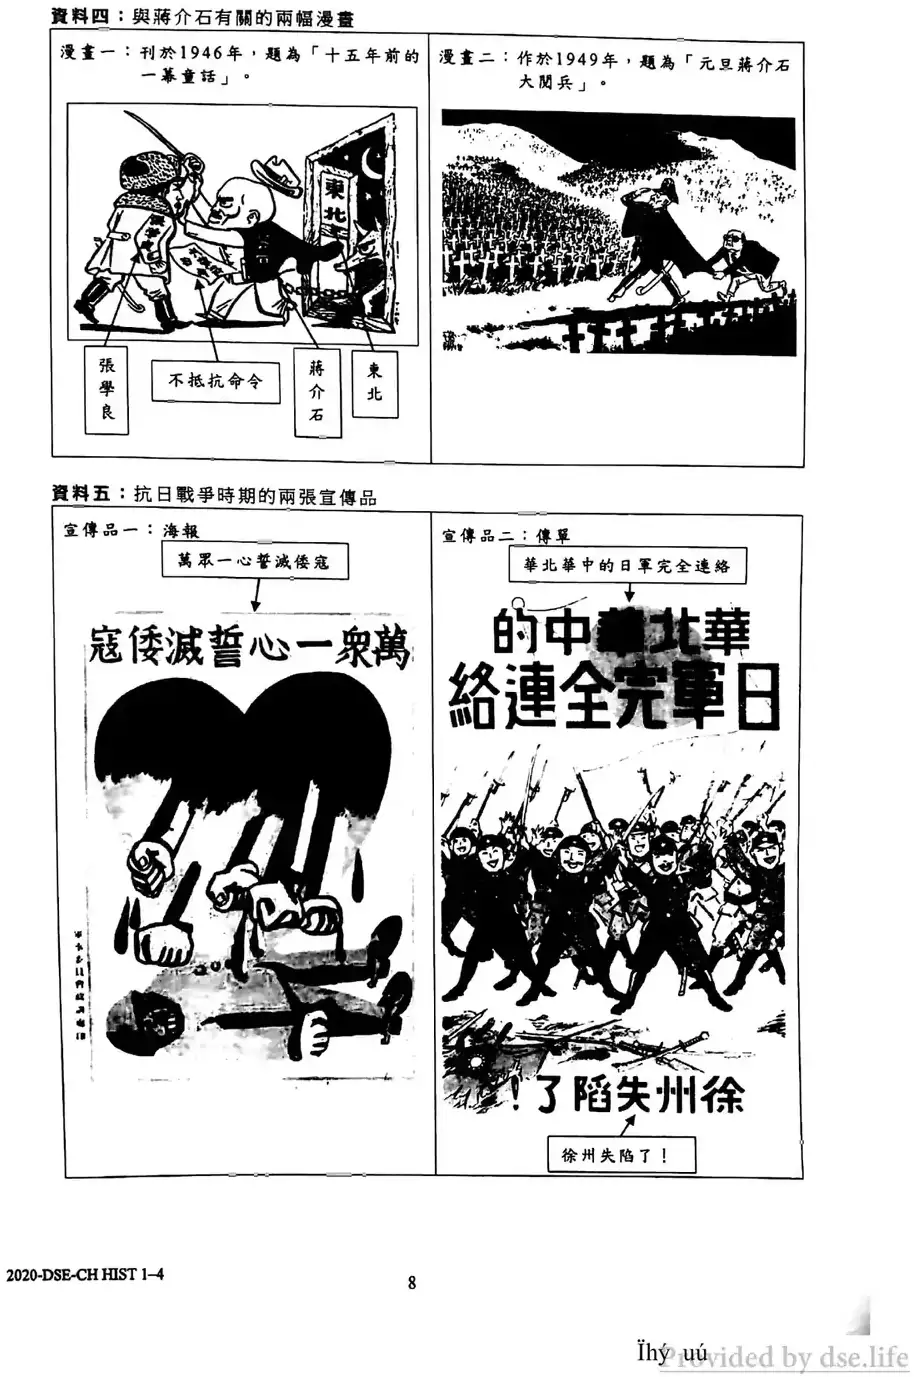 資料四：與蔣介石有關的兩幅漫畫
漫畫一：刊於1946年，題為「十五年前的
一幕童話」。
東北
張學良
不抵抗命令
蔣介石
東北
漫畫二：作於1949年，題為「元旦蔣介石
大閱兵」。
資料五：抗日戰爭時期的兩張宣傳品
宣傳品一：海報
萬眾一心誓滅倭寇
寇倭滅誓心一眾萬
宣傳品二：傳單
華北華中的日軍完全連絡
的中華北華
絡連全完軍日
！了陷失州徐
徐州失陷了！
2020-DSE-CH HIST 1–4
8
Ïhý uú
Provided by dse.life